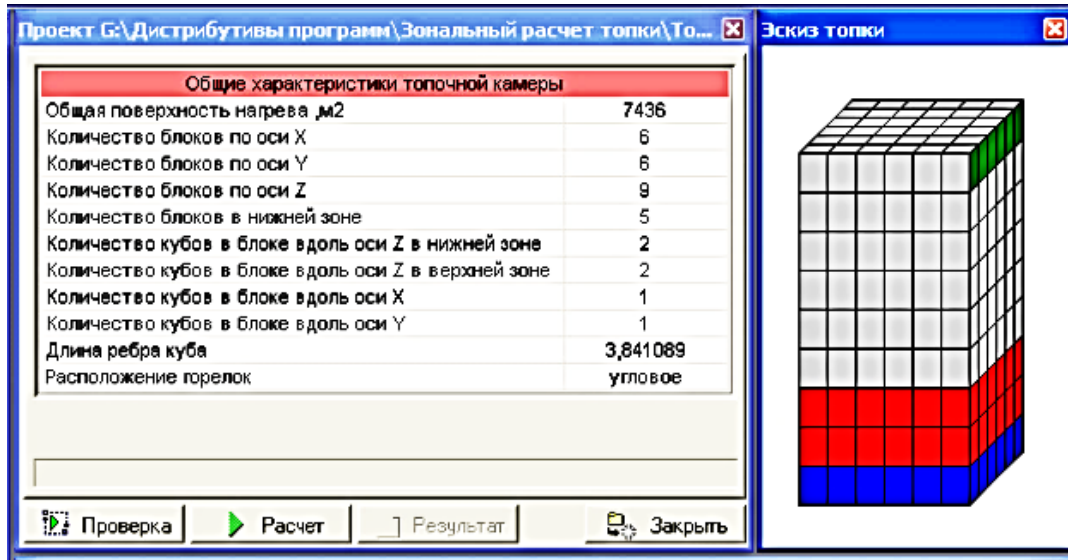 Проект G:\Дистрибутивы программ\Зональный расчет топки\То...
Общие характеристики топочной камеры
Общая поверхность нагрева ,м2 7436
Количество блоков по оси X 6
Количество блоков по оси Y 6
Количество блоков по оси Z 9
Количество блоков в нижней зоне 5
Количество кубов в блоке вдоль оси Z в нижней зоне 2
Количество кубов в блоке вдоль оси Z в верхней зоне 2
Количество кубов в блоке вдоль оси X 1
Количество кубов в блоке вдоль оси Y 1
Длина ребра куба 3,841089
Расположение горелок угловое
Проверка Расчет Результат Закрыть
Эскиз топки